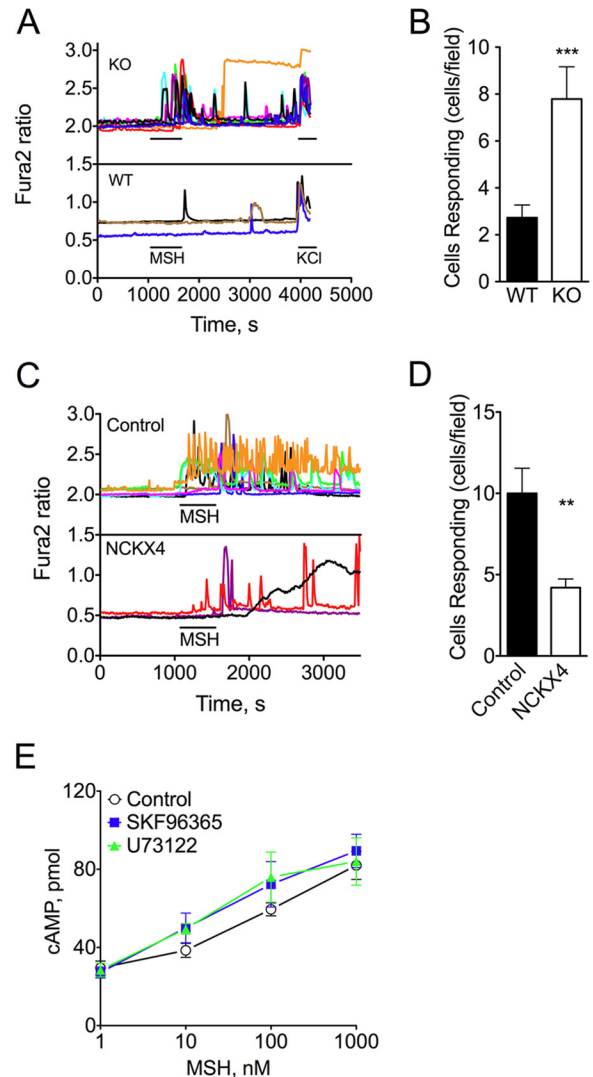 A
KO
3.0
2.5
2.0
1.5
WT
1.0
0.5
0.0
MSH
KCl
0 1000 2000 3000 4000 5000
Time, s
Fura2 ratio
B
Cells Responding (cells/field)
10
8
6
4
2
0
***
WT KO
C
Control
3.0
2.5
2.0
MSH
1.5
NCKX4
1.0
0.5
0.0
MSH
0 1000 2000 3000
Time, s
Fura2 ratio
D
Cells Responding (cells/field)
15
10
5
0
**
Control
NCKX4
E
cAMP, pmol
120
80
40
0
Control
SKF96365
U73122
1 10 100 1000
MSH, nM